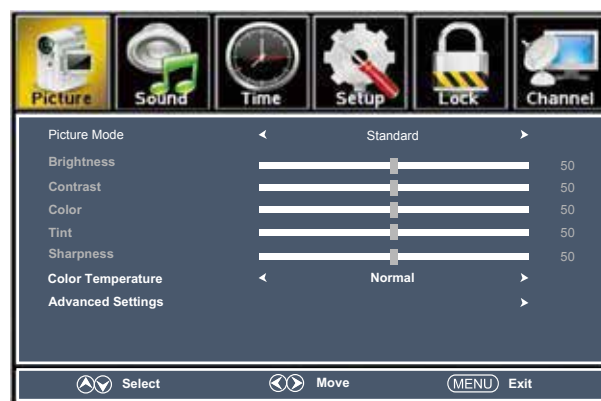 Picture Sound Time Setup Lock Channel
Picture Mode Standard
Brightness 50
Contrast 50
Color 50
Tint 50
Sharpness 50
Color Temperature Normal
Advanced Settings
Select Move MENU Exit